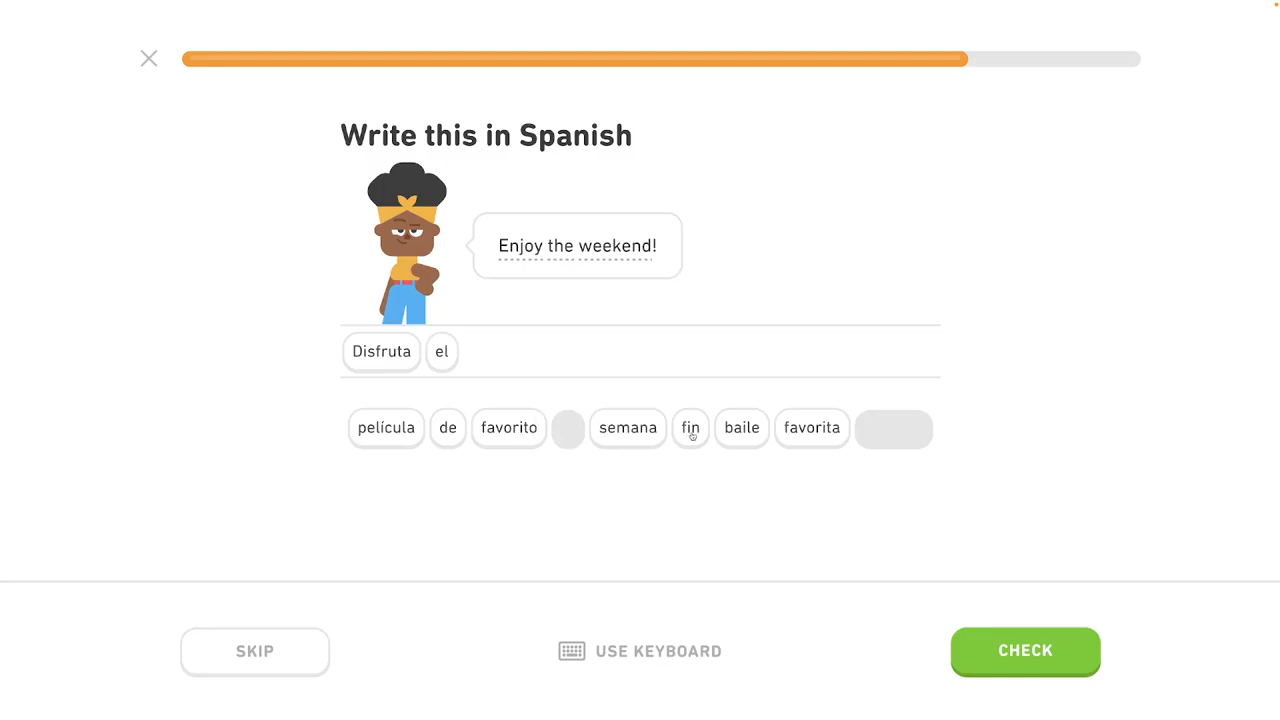 Write this in Spanish
Enjoy the weekend!
Disfruta el
película de favorito semana fin baile favorita
SKIP USE KEYBOARD CHECK